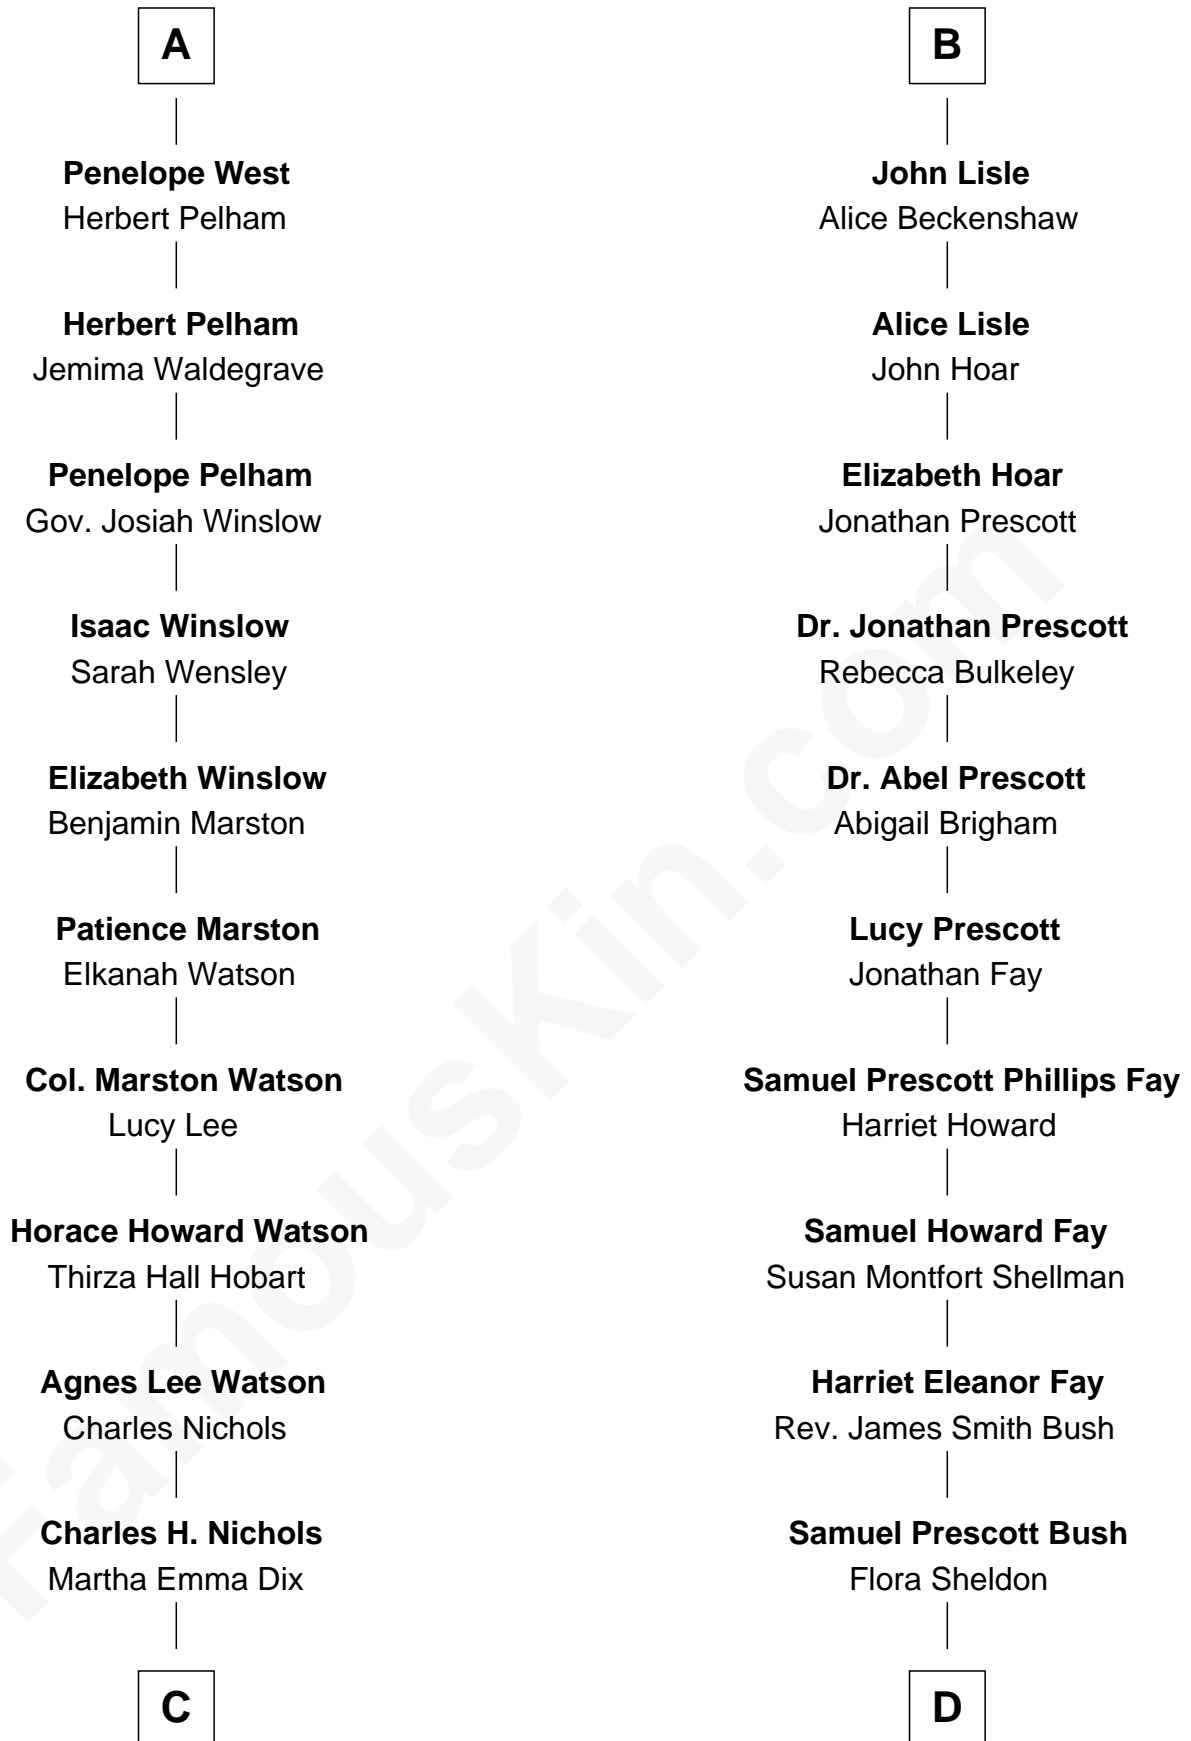 A
Penelope West
Herbert Pelham
Herbert Pelham
Jemima Waldegrave
Penelope Pelham
Gov. Josiah Winslow
Isaac Winslow
Sarah Wensley
Elizabeth Winslow
Benjamin Marston
Patience Marston
Elkanah Watson
Col. Marston Watson
Lucy Lee
Horace Howard Watson
Thirza Hall Hobart
Agnes Lee Watson
Charles Nichols
Charles H. Nichols
Martha Emma Dix
C
B
John Lisle
Alice Beckenshaw
Alice Lisle
John Hoar
Elizabeth Hoar
Jonathan Prescott
Dr. Jonathan Prescott
Rebecca Bulkeley
Dr. Abel Prescott
Abigail Brigham
Lucy Prescott
Jonathan Fay
Samuel Prescott Phillips Fay
Harriet Howard
Samuel Howard Fay
Susan Montfort Shellman
Harriet Eleanor Fay
Rev. James Smith Bush
Samuel Prescott Bush
Flora Sheldon
D
FamousKin.com